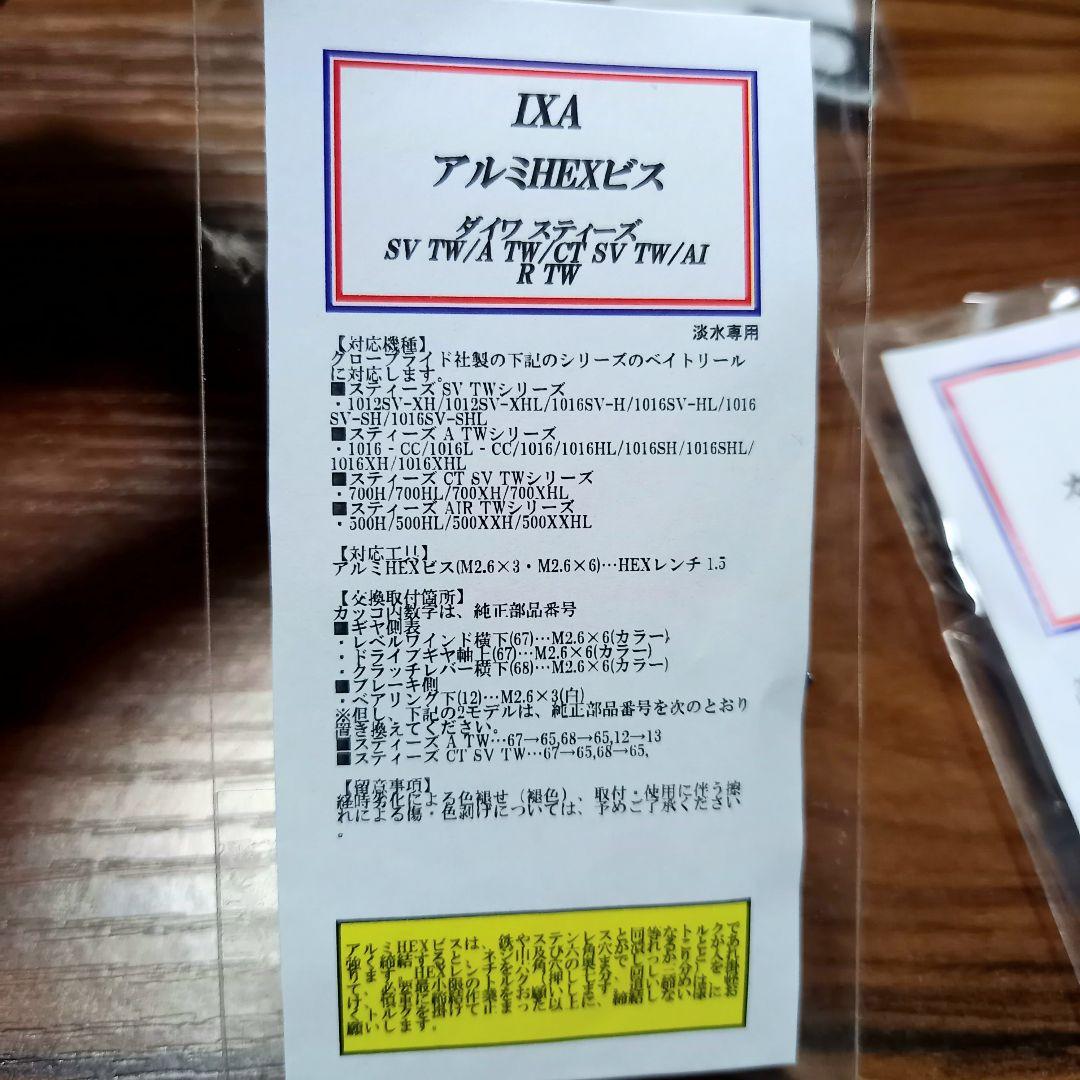 IXA
アルミHEXビス
ダイワ スティーズ
SV TW/A TW/CT SV TW/AI
R TW
淡水専用
【対応機種】
グローブライド社製の下記のシリーズのベイトリール
に対応します。
■スティーズ SV TWシリーズ
・1012SV-XH/1012SV-XHL/1016SV-H/1016SV-HL/1016
SV-SH/1016SV-SHL
■スティーズ A TWシリーズ
・1016 - CC/1016L - CC/1016/1016HL/1016SH/1016SHL/
1016XH/1016XHL
■スティーズ CT SV TWシリーズ
・700H/700HL/700XH/700XHL
■スティーズ AIR TWシリーズ
・500H/500HL/500XXH/500XXHL
【対応工具】
アルミHEXビス(M2.6×3・M2.6×6)…HEXレンチ 1.5
【交換取付箇所】
カッコ内数字は、純正部品番号
■ギヤ側表
・レベルワインド横下(67)…M2.6×6(カラー)
・ドライブギヤ軸上(67)…M2.6×6(カラー)
・クラッチレバー横下(68)…M2.6×6(カラー)
■ブレーキ側
・ベアリング下(12)…M2.6×3(白)
※但し、下記の2モデルは、純正部品番号を次のとおり
置き換えてください。
■スティーズ A TW…67→65,68→65,12→13
■スティーズ CT SV TW…67→65,68→65,
【留意事項】
経時劣化による色褪せ（褪色）、取付・使用に伴う擦
れによる傷・色剥げについては、予めご了承ください
。
アルミHEXビスは、